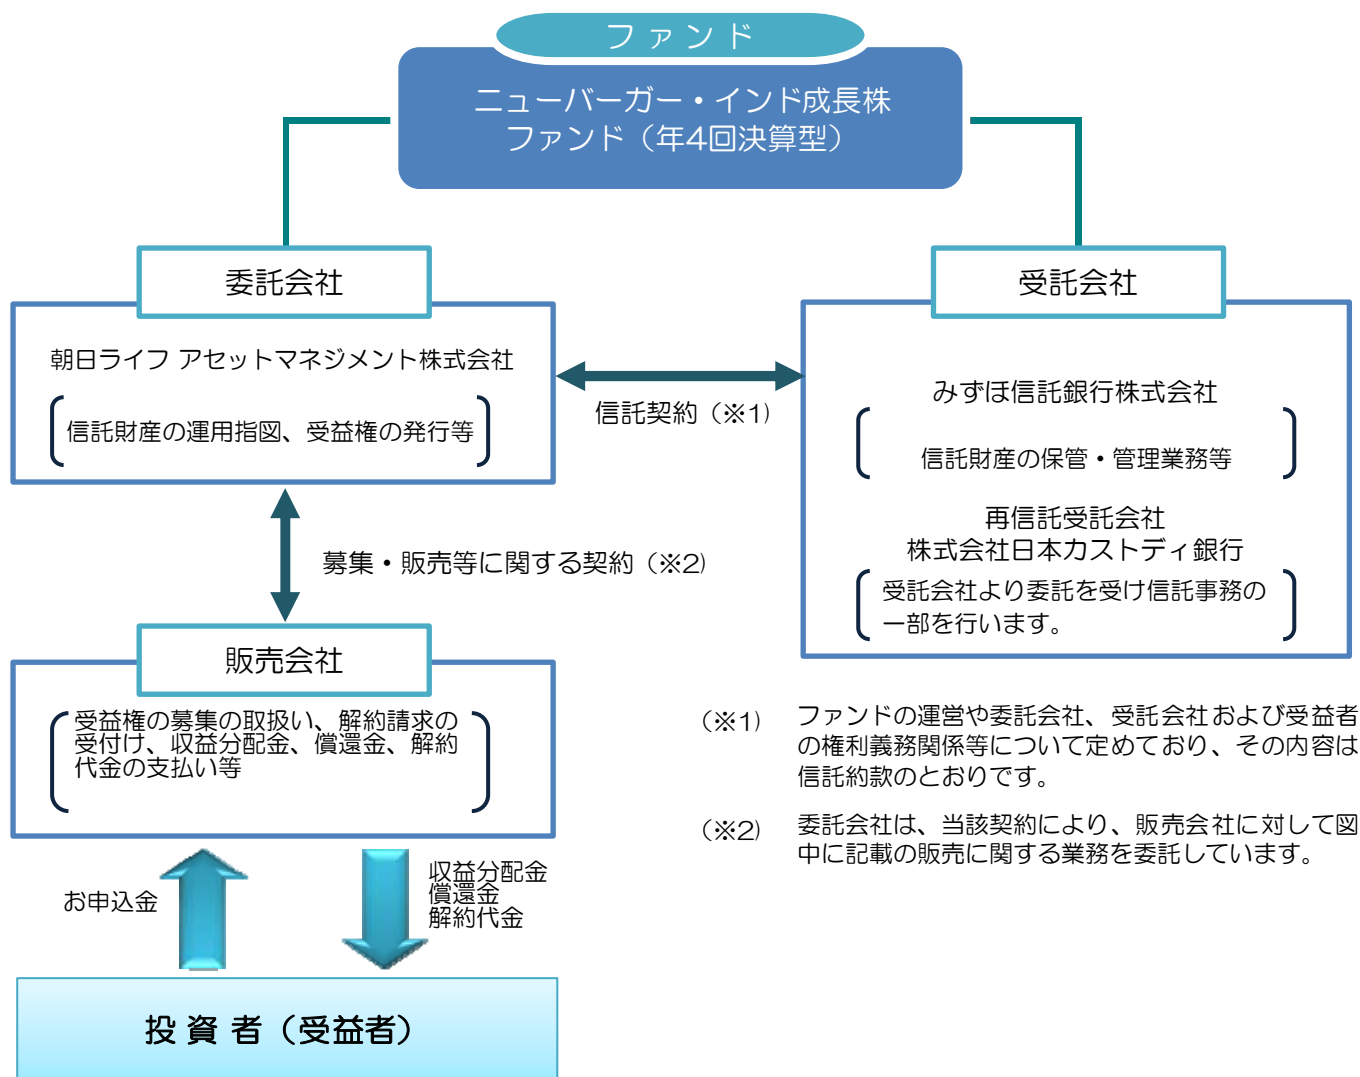 ファンド
ニューバーガー・インド成長株
ファンド（年4回決算型）
委託会社
朝日ライフ アセットマネジメント株式会社
信託財産の運用指図、受益権の発行等
信託契約（※1）
受託会社
みずほ信託銀行株式会社
信託財産の保管・管理業務等
再信託受託会社
株式会社日本カストディ銀行
受託会社より委託を受け信託事務の
一部を行います。
募集・販売等に関する契約（※2）
販売会社
受益権の募集の取扱い、解約請求の
受付け、収益分配金、償還金、解約
代金の支払い等
（※1） ファンドの運営や委託会社、受託会社および受益者
の権利義務関係等について定めており、その内容は
信託約款のとおりです。
（※2） 委託会社は、当該契約により、販売会社に対して図
中に記載の販売に関する業務を委託しています。
お申込金
収益分配金
償還金
解約代金
投資者（受益者）